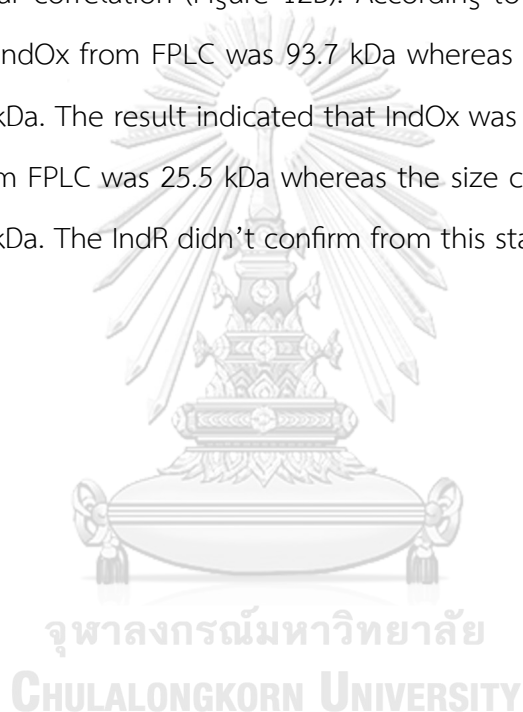 ar correlation (Figure 12B). According to
IndOx from FPLC was 93.7 kDa whereas
kDa. The result indicated that IndOx was
m FPLC was 25.5 kDa whereas the size c
kDa. The IndR didn't confirm from this sta
จุฬาลงกรณ์มหาวิทยาลัย
CHULALONGKORN UNIVERSITY